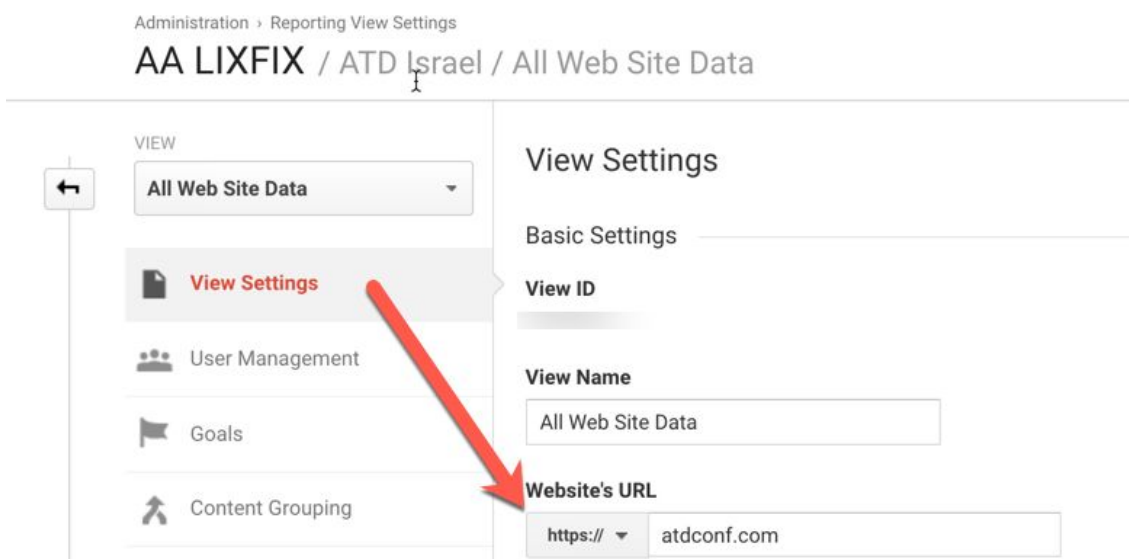 Administration › Reporting View Settings
AA LIXFIX / ATD Israel / All Web Site Data
VIEW
All Web Site Data
View Settings
User Management
Goals
Content Grouping
View Settings
Basic Settings
View ID
View Name
All Web Site Data
Website's URL
https:// atdconf.com